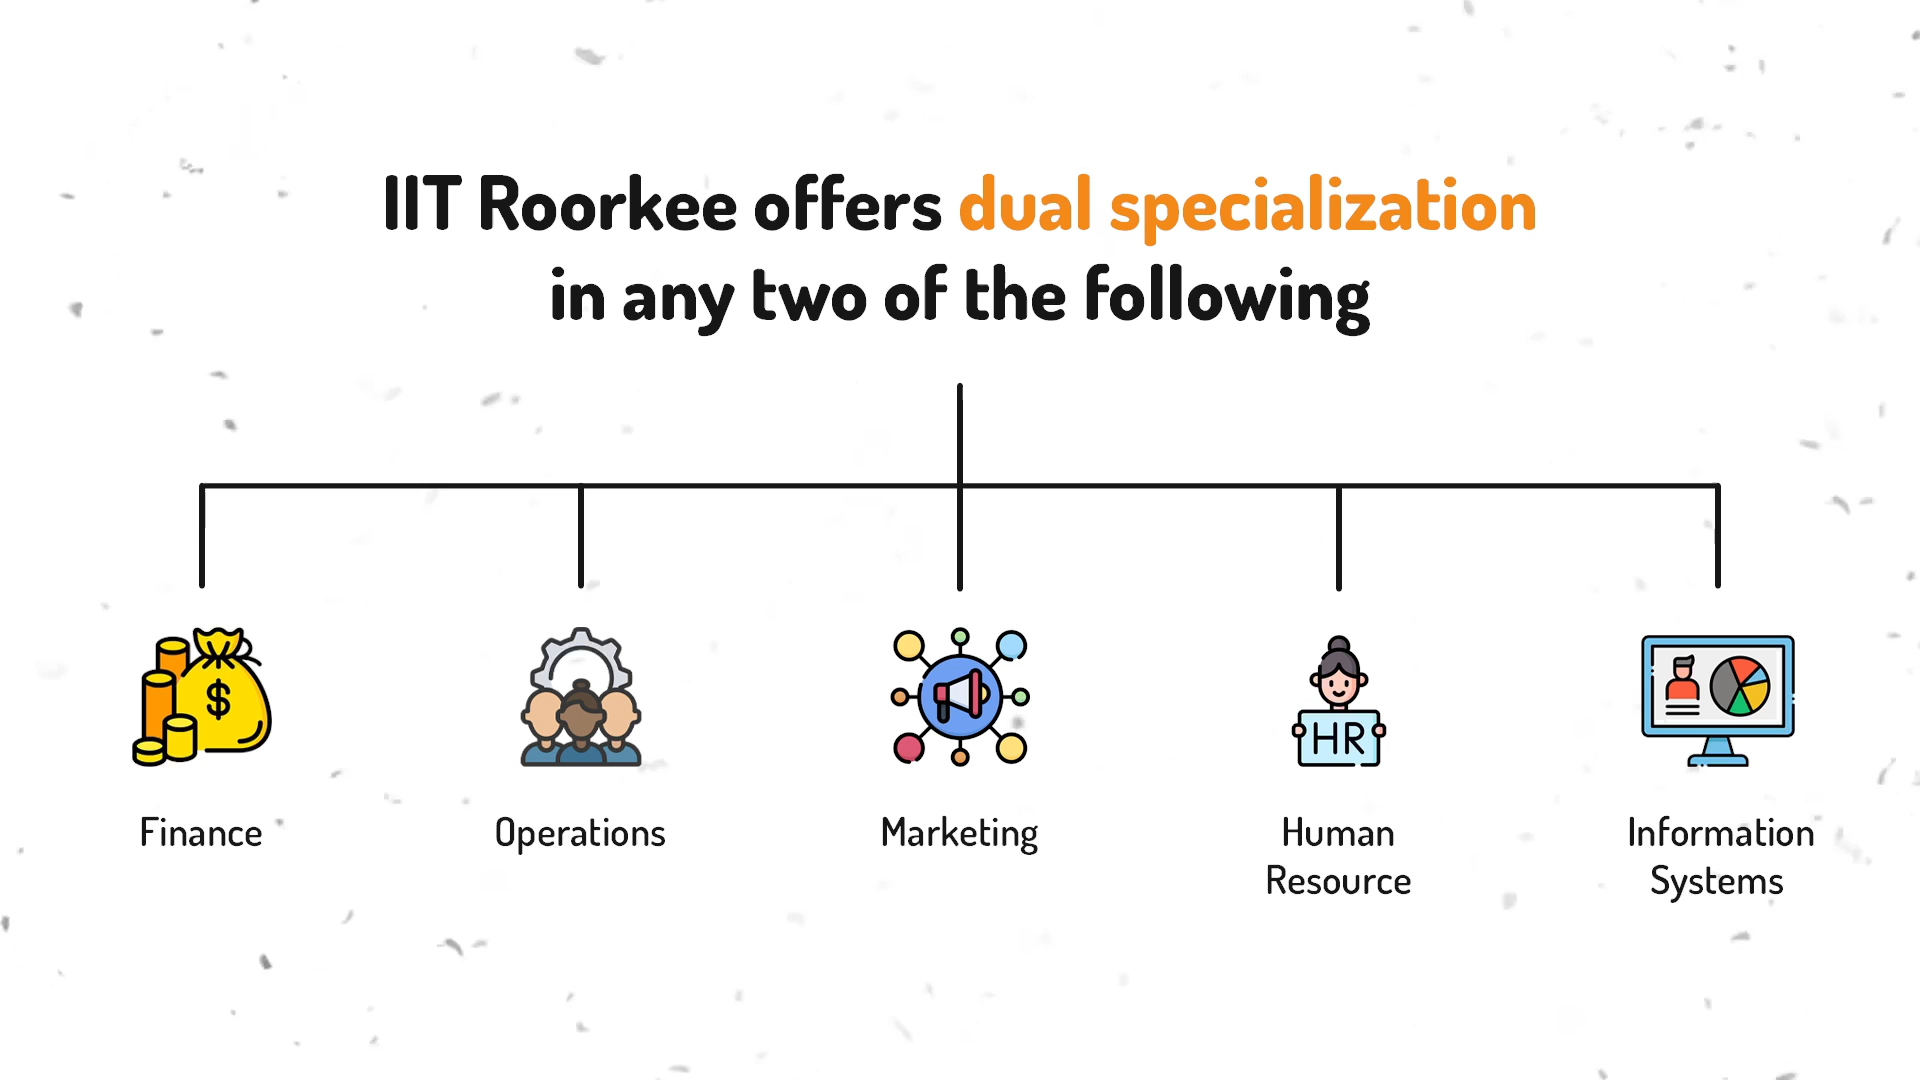 IIT Roorkee offers dual specialization
in any two of the following
$
HR
Finance
Operations
Marketing
Human
Resource
Information
Systems